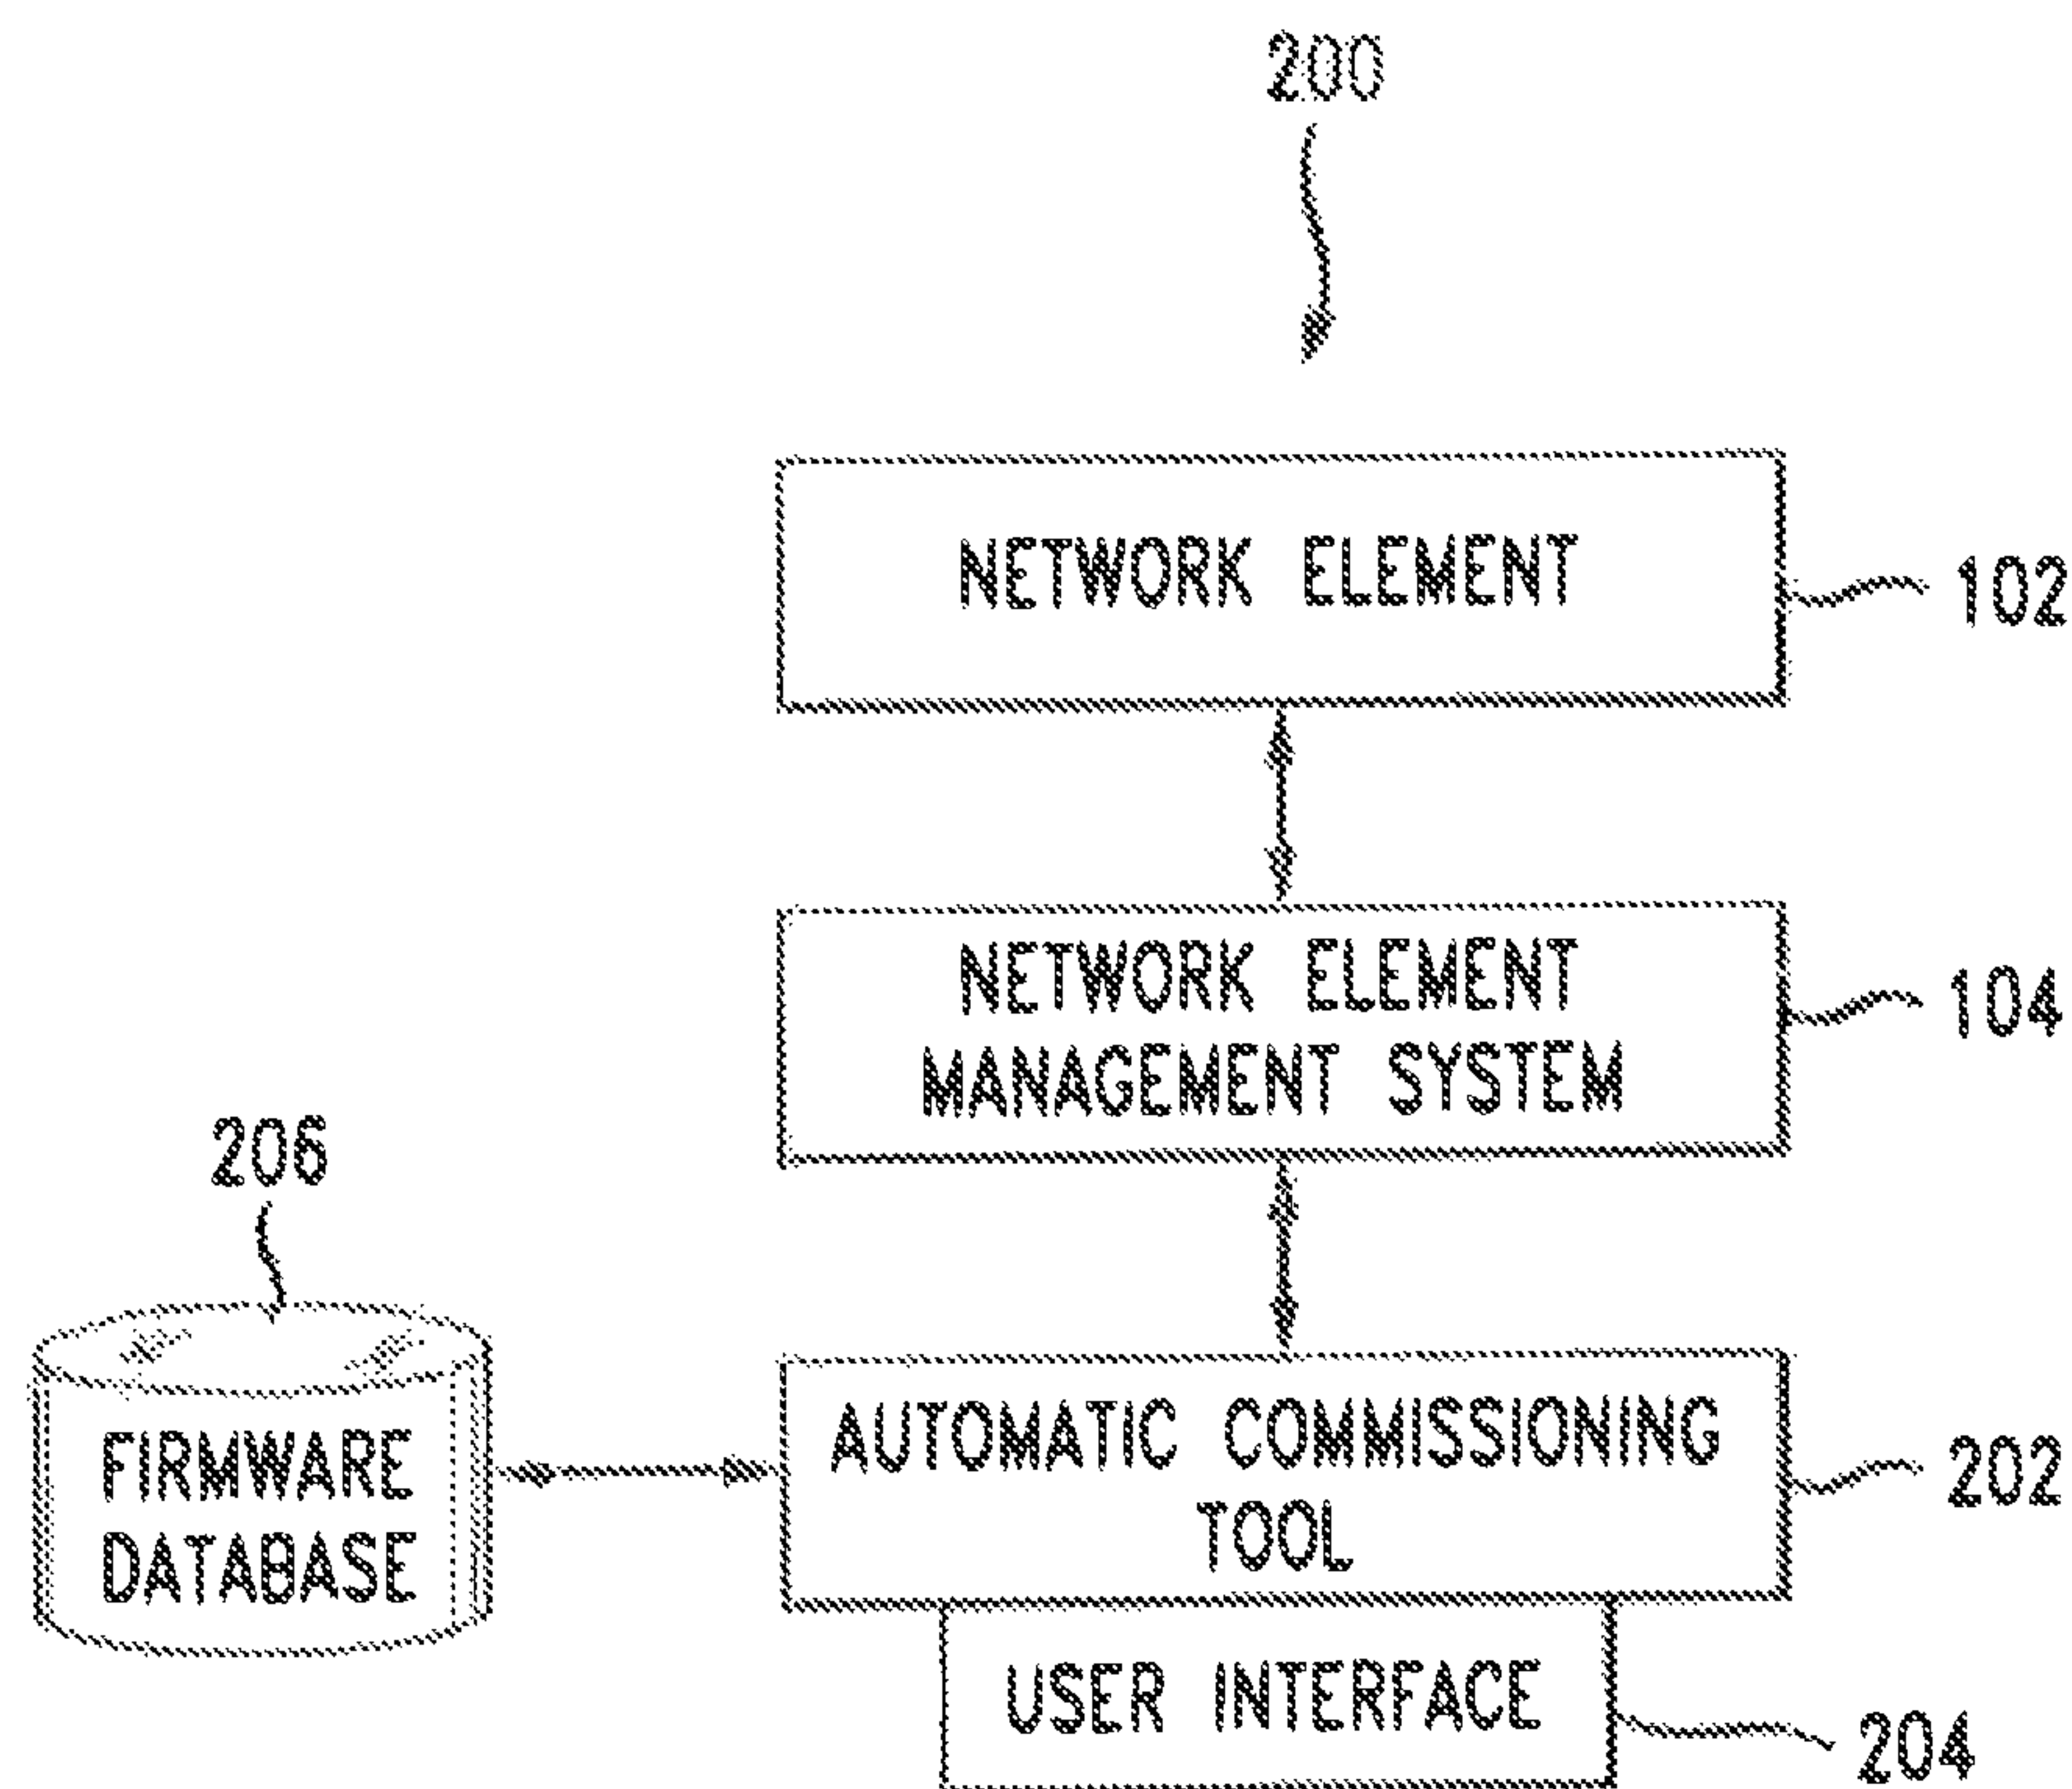 200
NETWORK ELEMENT
102
NETWORK ELEMENT
MANAGEMENT SYSTEM
104
206
FIRMWARE
DATABASE
AUTOMATIC COMMISSIONING
TOOL
202
USER INTERFACE
204